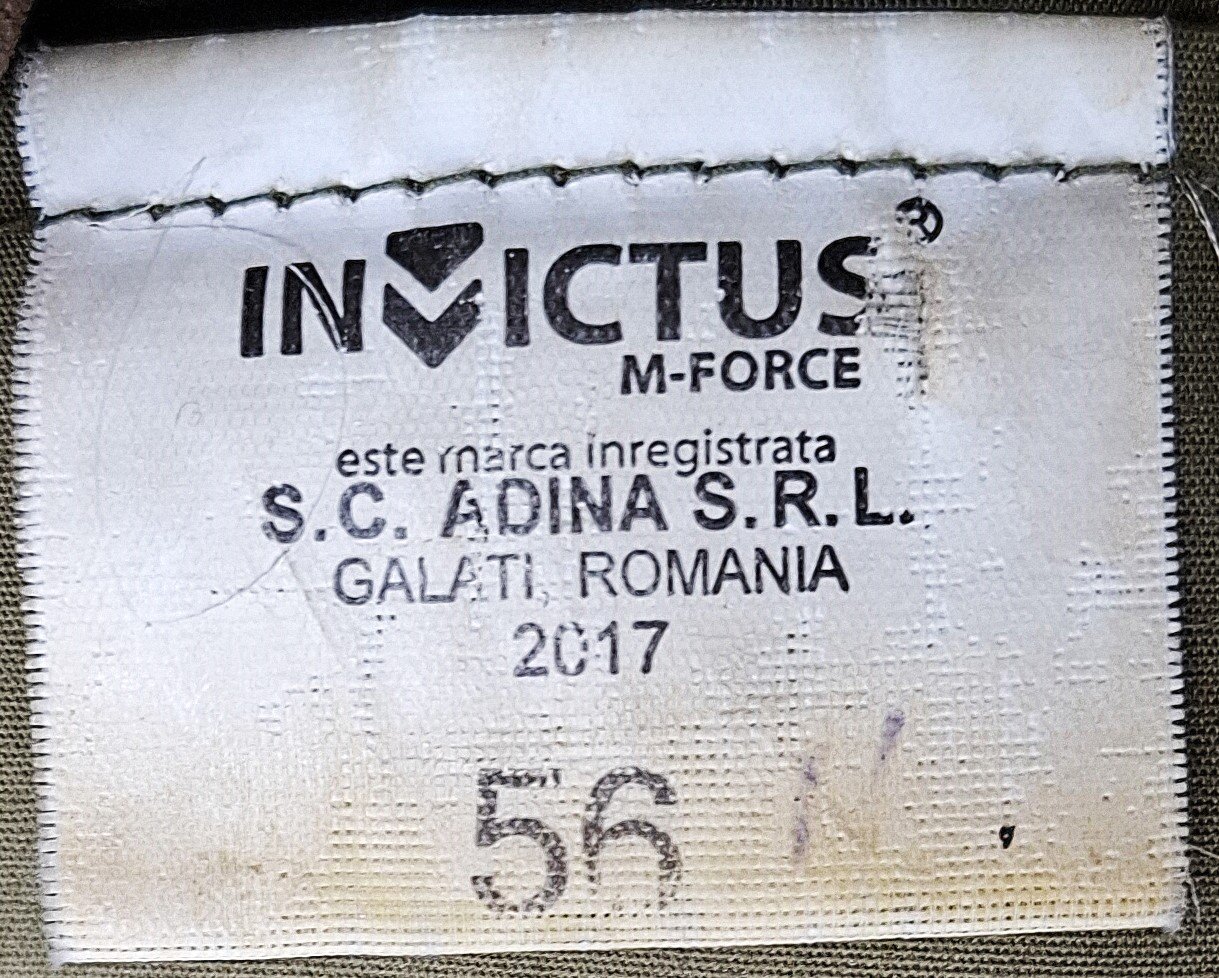 INVICTUS®
M-FORCE
este marca inregistrata
S.C. ADINA S.R.L.
GALATI, ROMANIA
2017
56